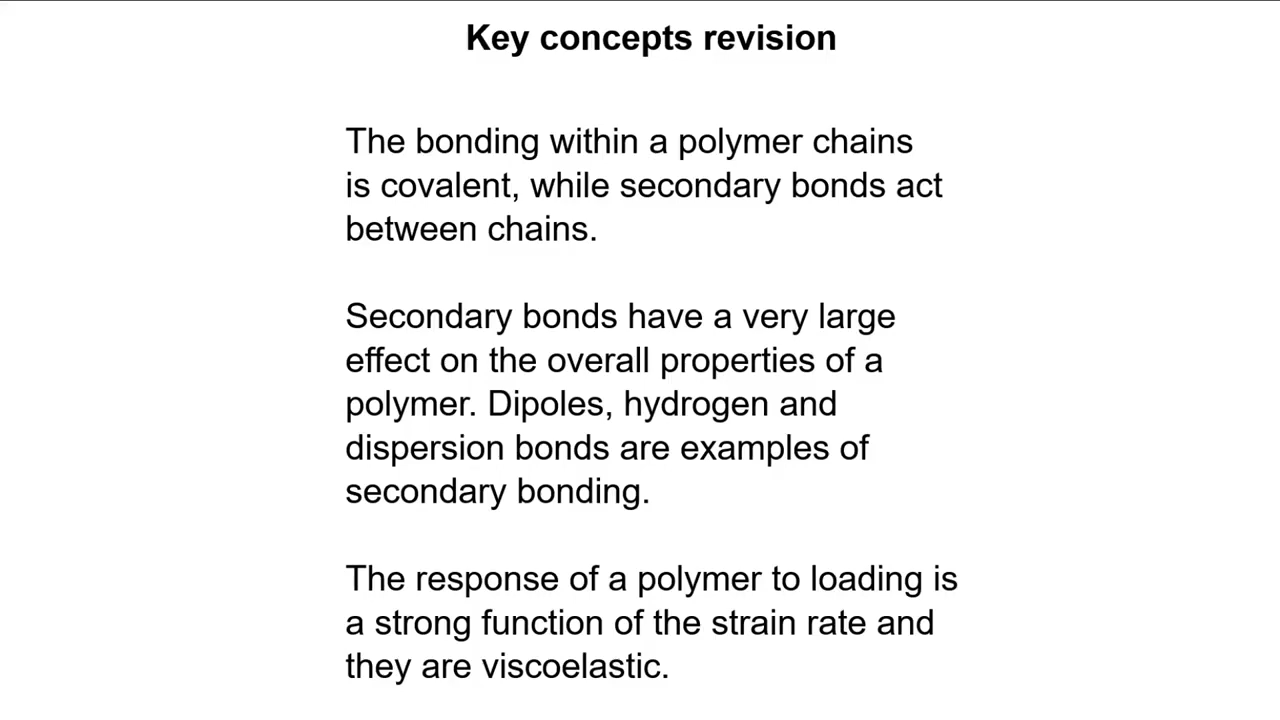 Key concepts revision
The bonding within a polymer chains
is covalent, while secondary bonds act
between chains.
Secondary bonds have a very large
effect on the overall properties of a
polymer. Dipoles, hydrogen and
dispersion bonds are examples of
secondary bonding.
The response of a polymer to loading is
a strong function of the strain rate and
they are viscoelastic.